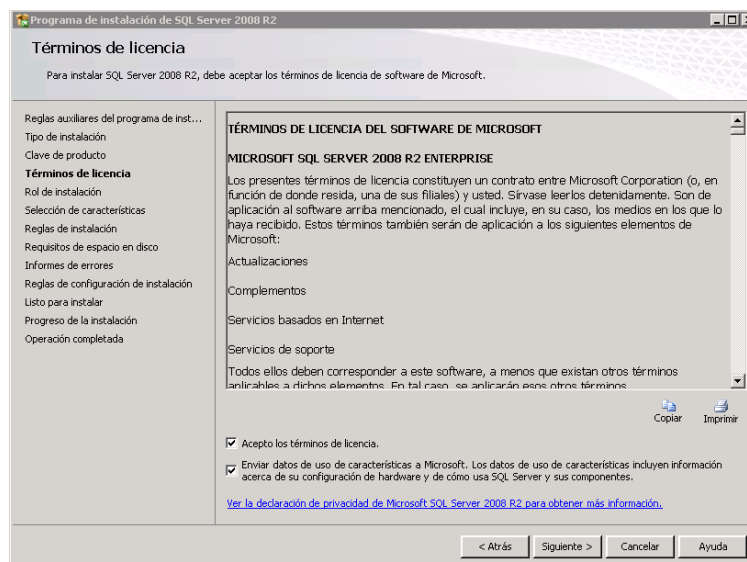 Programa de instalación de SQL Server 2008 R2
Términos de licencia
Para instalar SQL Server 2008 R2, debe aceptar los términos de licencia de software de Microsoft.
Reglas auxiliares del programa de inst...
Tipo de instalación
Clave de producto
Términos de licencia
Rol de instalación
Selección de características
Reglas de instalación
Requisitos de espacio en disco
Informes de errores
Reglas de configuración de instalación
Listo para instalar
Progreso de la instalación
Operación completada
TÉRMINOS DE LICENCIA DEL SOFTWARE DE MICROSOFT
MICROSOFT SQL SERVER 2008 R2 ENTERPRISE
Los presentes términos de licencia constituyen un contrato entre Microsoft Corporation (o, en
función de donde resida, una de sus filiales) y usted. Sírvase leerlos detenidamente. Son de
aplicación al software arriba mencionado, el cual incluye, en su caso, los medios en los que lo
haya recibido. Estos términos también serán de aplicación a los siguientes elementos de
Microsoft:
Actualizaciones
Complementos
Servicios basados en Internet
Servicios de soporte
Todos ellos deben corresponder a este software, a menos que existan otros términos
aplicables a dichos elementos. En tal caso, se aplicarán esos otros términos.
Copiar Imprimir
Acepto los términos de licencia.
Enviar datos de uso de características a Microsoft. Los datos de uso de características incluyen información
acerca de su configuración de hardware y de cómo usa SQL Server y sus componentes.
Ver la declaración de privacidad de Microsoft SQL Server 2008 R2 para obtener más información.
< Atrás Siguiente > Cancelar Ayuda